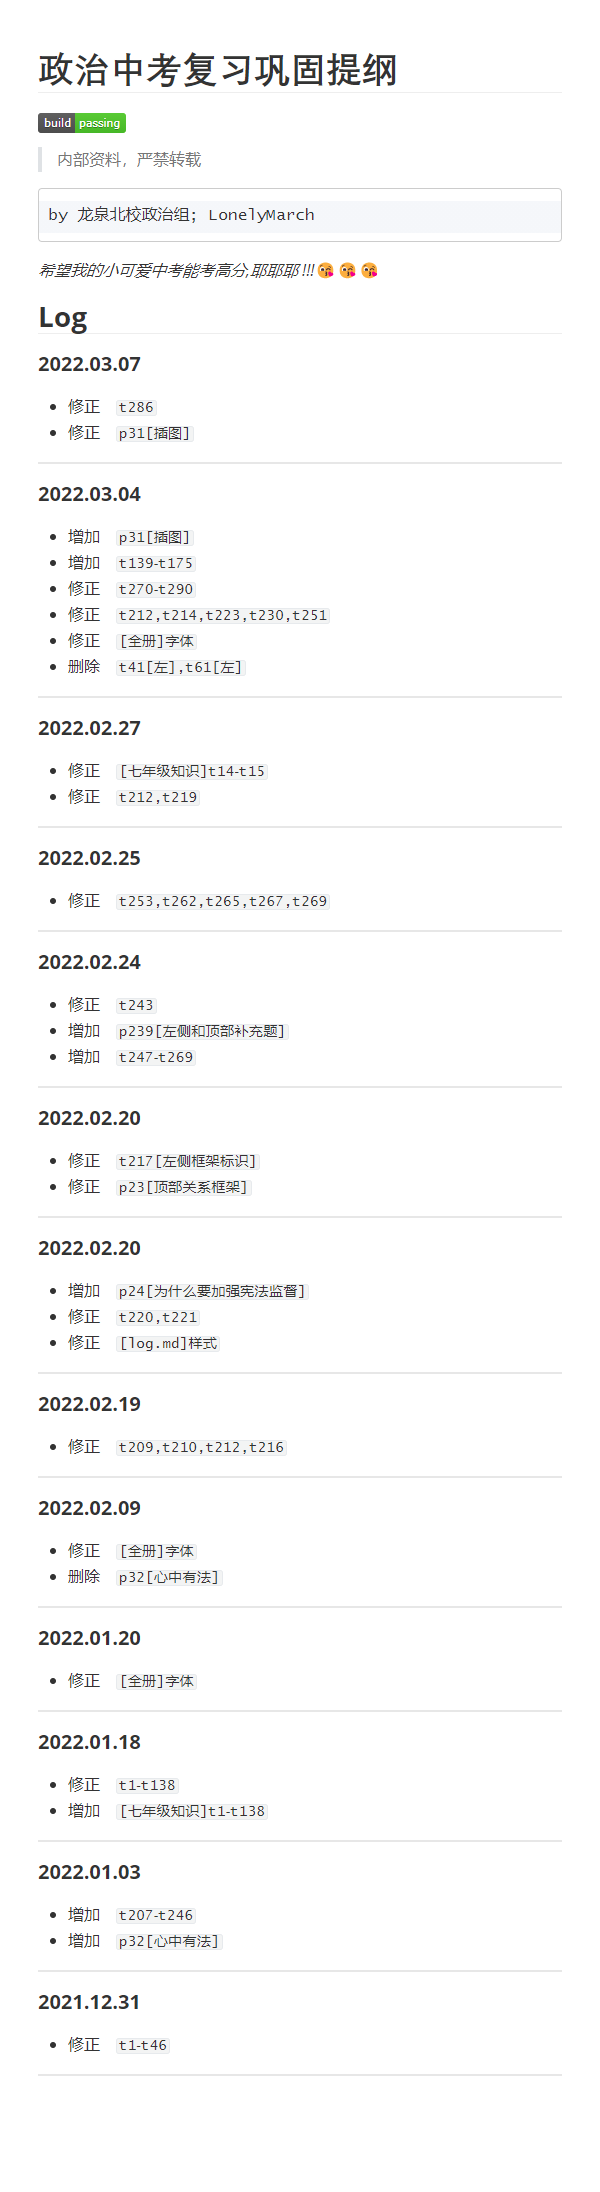 政治中考复习巩固提纲
build passing
内部资料，严禁转载
by 龙泉北校政治组; LonelyMarch
希望我的小可爱中考能考高分,耶耶耶!!!😘 😘 😘
Log
2022.03.07
• 修正 t286
• 修正 p31[插图]
2022.03.04
• 增加 p31[插图]
• 增加 t139-t175
• 修正 t270-t290
• 修正 t212,t214,t223,t230,t251
• 修正 [全册]字体
• 删除 t41[左],t61[左]
2022.02.27
• 修正 [七年级知识]t14-t15
• 修正 t212,t219
2022.02.25
• 修正 t253,t262,t265,t267,t269
2022.02.24
• 修正 t243
• 增加 p239[左侧和顶部补充题]
• 增加 t247-t269
2022.02.20
• 修正 t217[左侧框架标识]
• 修正 p23[顶部关系框架]
2022.02.20
• 增加 p24[为什么要加强宪法监督]
• 修正 t220,t221
• 修正 [log.md]样式
2022.02.19
• 修正 t209,t210,t212,t216
2022.02.09
• 修正 [全册]字体
• 删除 p32[心中有法]
2022.01.20
• 修正 [全册]字体
2022.01.18
• 修正 t1-t138
• 增加 [七年级知识]t1-t138
2022.01.03
• 增加 t207-t246
• 增加 p32[心中有法]
2021.12.31
• 修正 t1-t46